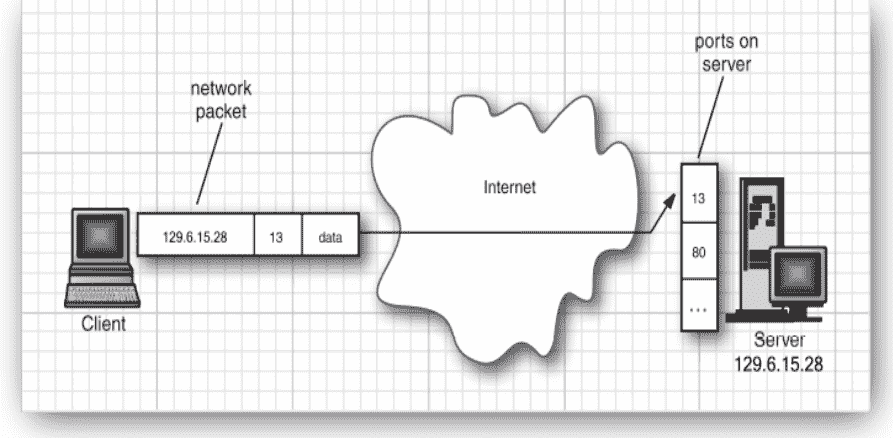 network
packet
129.6.15.28
13
data
Client
Internet
ports on
server
13
80
...
Server
129.6.15.28